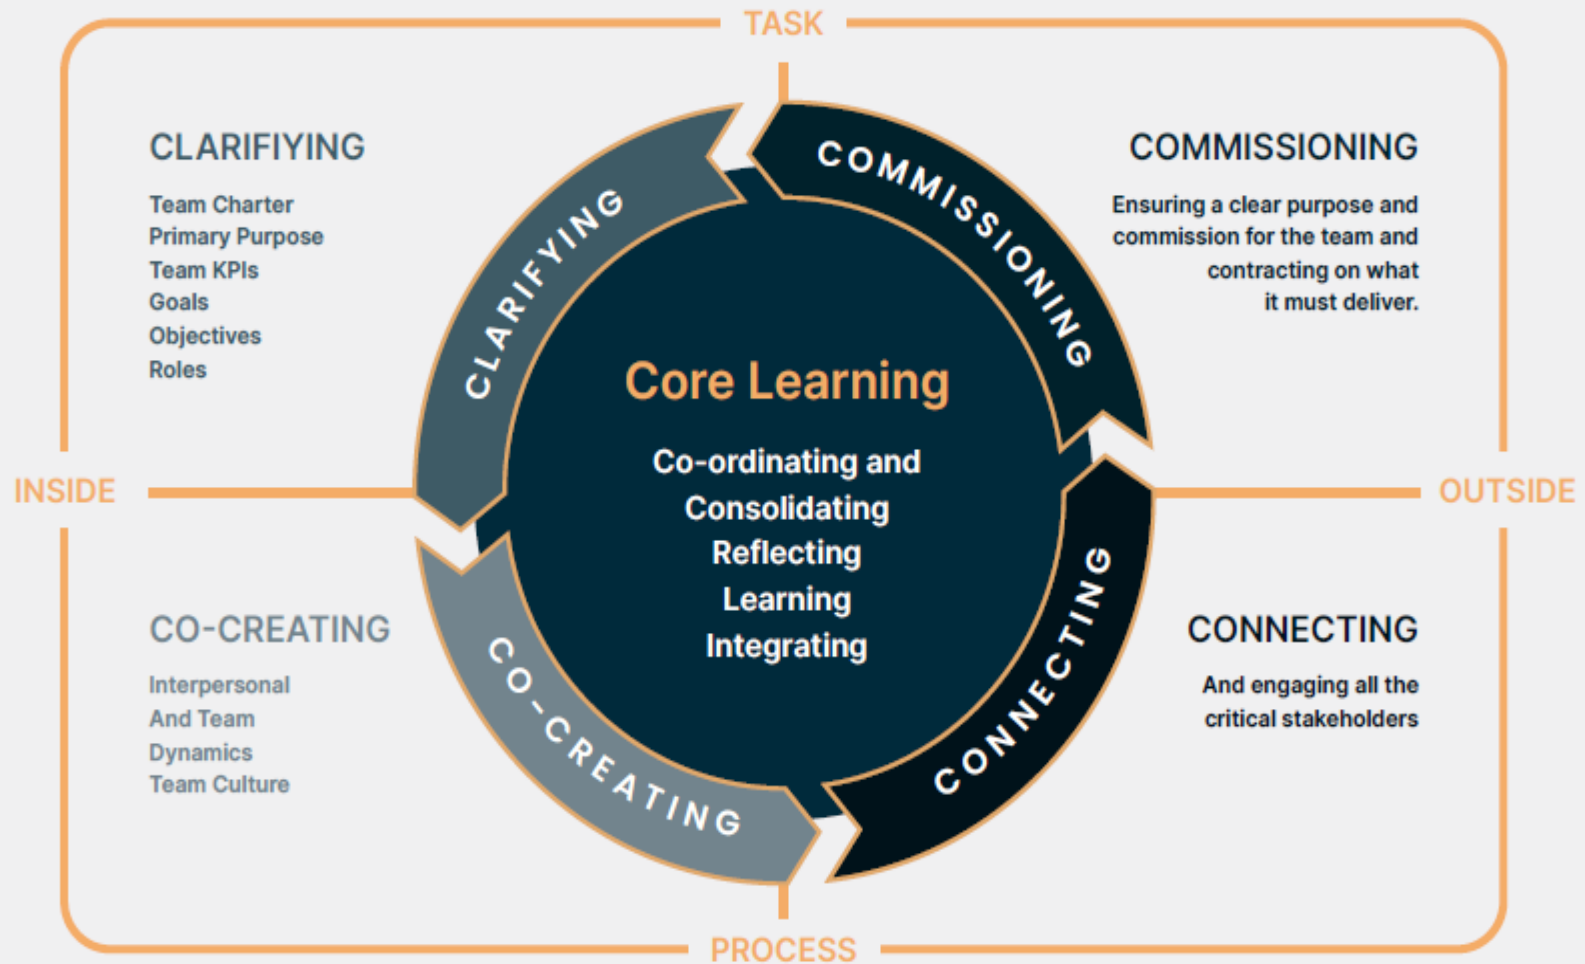 TASK
CLARIFIYING
Team Charter
Primary Purpose
Team KPIs
Goals
Objectives
Roles
COMMISSIONING
Ensuring a clear purpose and
commission for the team and
contracting on what
it must deliver.
CLARIFYING
COMMISSIONING
Core Learning
Co-ordinating and
Consolidating
Reflecting
Learning
Integrating
INSIDE
OUTSIDE
CO-CREATING
CONNECTING
CO-CREATING
Interpersonal
And Team
Dynamics
Team Culture
CONNECTING
And engaging all the
critical stakeholders
PROCESS